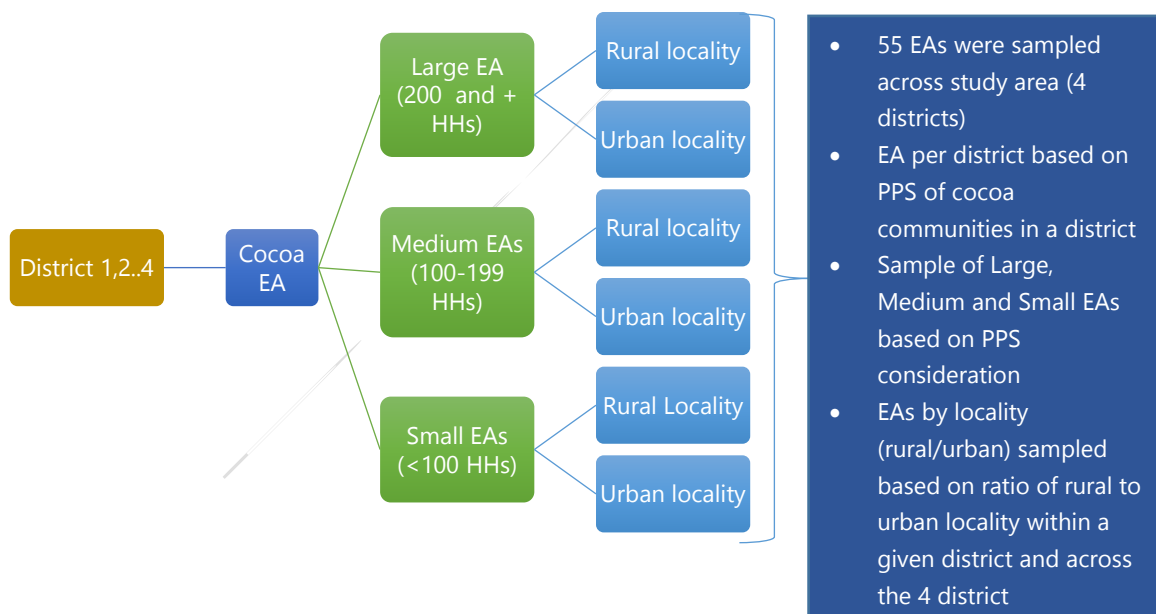 District 1,2..4
Cocoa
EA
Large EA
(200 and +
HHs)
Rural locality
Urban locality
Medium EAs
(100-199
HHs)
Rural locality
Urban locality
Small EAs
(<100 HHs)
Rural Locality
Urban locality
• 55 EAs were sampled
across study area (4
districts)
• EA per district based on
PPS of cocoa
communities in a district
• Sample of Large,
Medium and Small EAs
based on PPS
consideration
• EAs by locality
(rural/urban) sampled
based on ratio of rural to
urban locality within a
given district and across
the 4 district